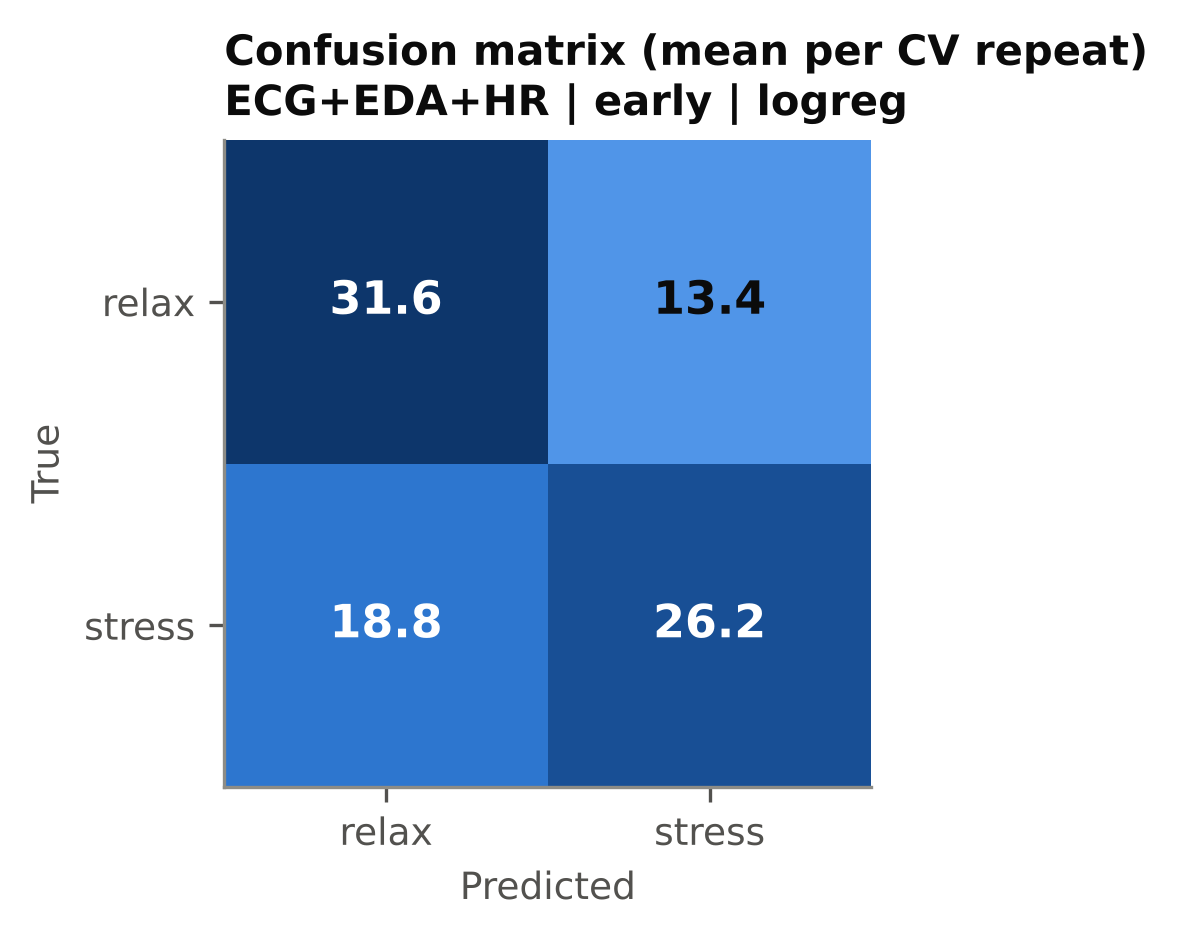 Confusion matrix (mean per CV repeat)
ECG+EDA+HR | early | logreg
relax
31.6
13.4
True
stress
18.8
26.2
relax
stress
Predicted